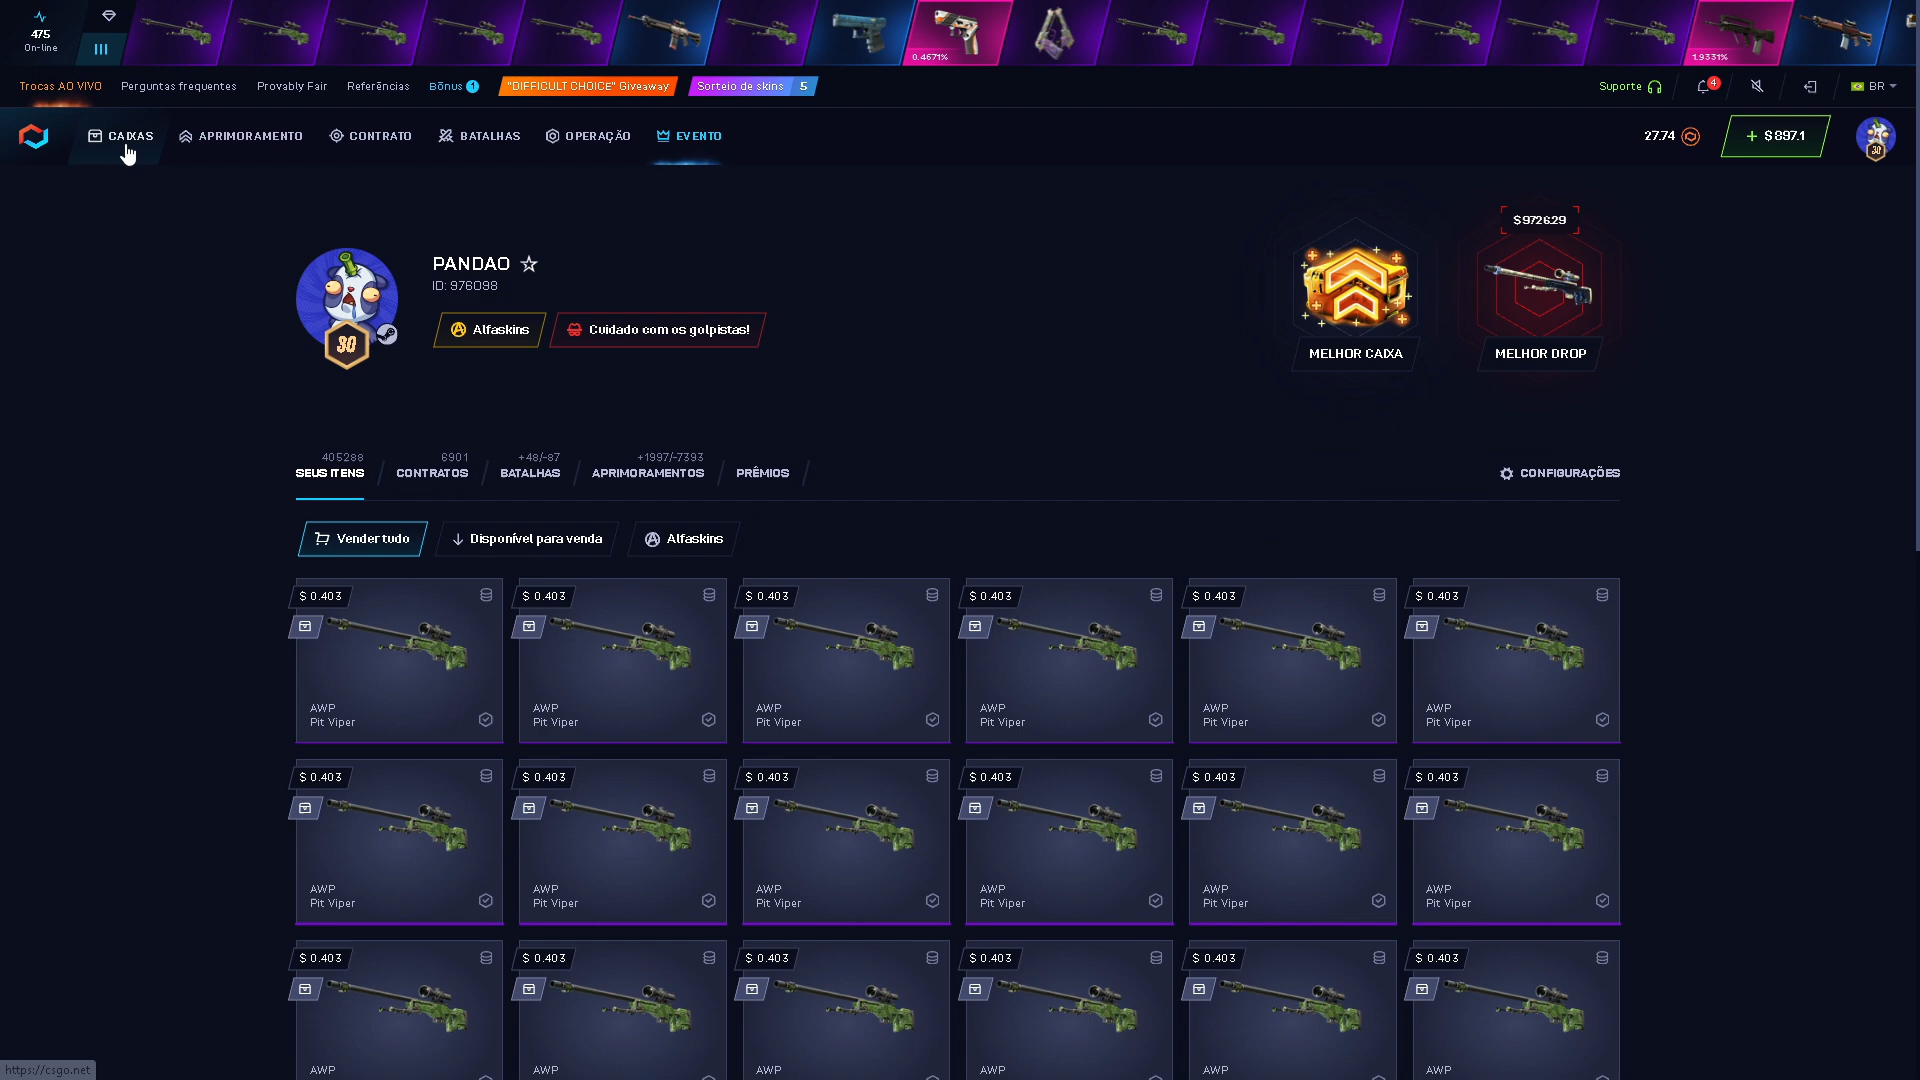 475
On-line
0.4671%
1.9331%
Trocas AO VIVO
Perguntas frequentes
Provably Fair
Referências
Bônus 1
"DIFFICULT CHOICE" Giveaway
Sorteio de skins 5
Suporte
4
BR
CAIXAS
APRIMORAMENTO
CONTRATO
BATALHAS
OPERAÇÃO
EVENTO
27.74
+ $ 897.1
30
PANDAO
ID: 976098
30
Alfaskins
Cuidado com os golpistas!
MELHOR CAIXA
$ 9726.29
MELHOR DROP
405288
SEUS ITENS
6901
CONTRATOS
+48/-87
BATALHAS
+1997/-7393
APRIMORAMENTOS
PRÊMIOS
CONFIGURAÇÕES
Vender tudo
Disponível para venda
Alfaskins
$ 0.403
$ 0.403
$ 0.403
$ 0.403
$ 0.403
$ 0.403
AWP
Pit Viper
AWP
Pit Viper
AWP
Pit Viper
AWP
Pit Viper
AWP
Pit Viper
AWP
Pit Viper
$ 0.403
$ 0.403
$ 0.403
$ 0.403
$ 0.403
$ 0.403
AWP
Pit Viper
AWP
Pit Viper
AWP
Pit Viper
AWP
Pit Viper
AWP
Pit Viper
AWP
Pit Viper
$ 0.403
$ 0.403
$ 0.403
$ 0.403
$ 0.403
$ 0.403
AWP
AWP
AWP
AWP
AWP
AWP
https://csgo.net